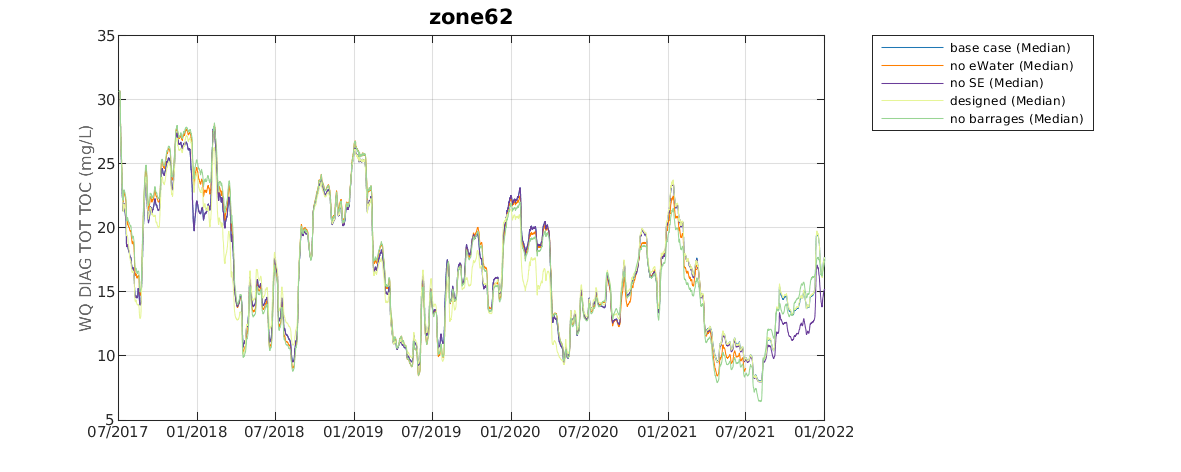 zone62
WQ DIAG TOT TOC (mg/L)
35
30
25
20
15
10
5
07/2017 01/2018 07/2018 01/2019 07/2019 01/2020 07/2020 01/2021 07/2021 01/2022
base case (Median)
no eWater (Median)
no SE (Median)
designed (Median)
no barrages (Median)